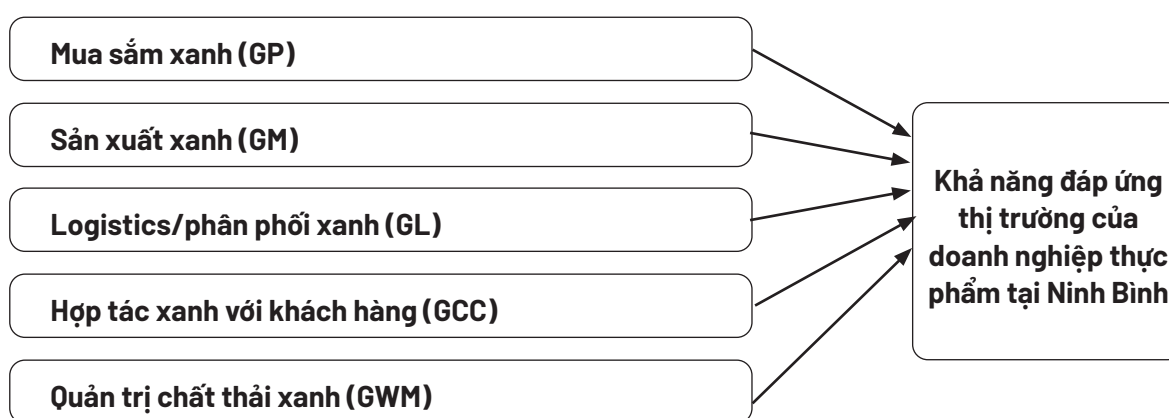 Mua sắm xanh (GP)
Sản xuất xanh (GM)
Logistics/phân phối xanh (GL)
Hợp tác xanh với khách hàng (GCC)
Quản trị chất thải xanh (GWM)
Khả năng đáp ứng
thị trường của
doanh nghiệp thực
phẩm tại Ninh Bình